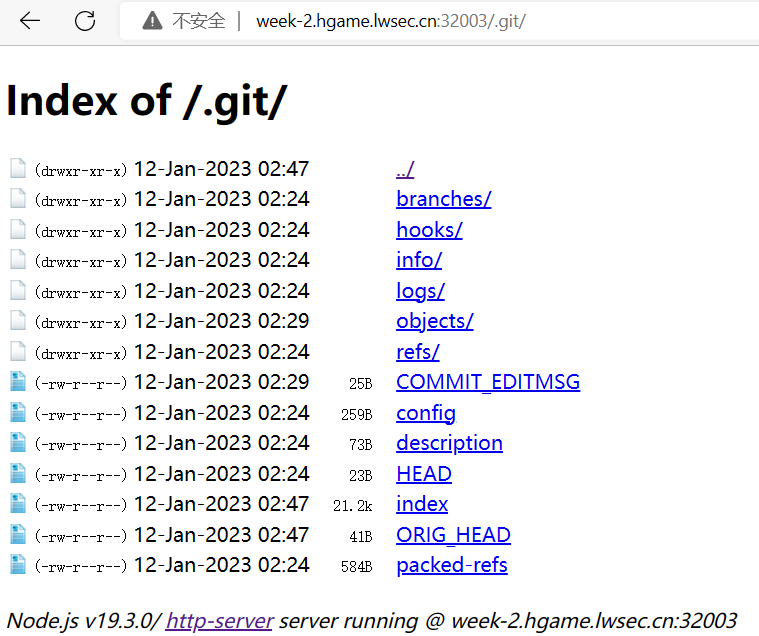 不安全 | week-2.hgame.lwsec.cn:32003/.git/
Index of /.git/
(drwxr-xr-x) 12-Jan-2023 02:47 ../
(drwxr-xr-x) 12-Jan-2023 02:24 branches/
(drwxr-xr-x) 12-Jan-2023 02:24 hooks/
(drwxr-xr-x) 12-Jan-2023 02:24 info/
(drwxr-xr-x) 12-Jan-2023 02:24 logs/
(drwxr-xr-x) 12-Jan-2023 02:29 objects/
(drwxr-xr-x) 12-Jan-2023 02:24 refs/
(-rw-r--r--) 12-Jan-2023 02:29 25B COMMIT_EDITMSG
(-rw-r--r--) 12-Jan-2023 02:24 259B config
(-rw-r--r--) 12-Jan-2023 02:24 73B description
(-rw-r--r--) 12-Jan-2023 02:24 23B HEAD
(-rw-r--r--) 12-Jan-2023 02:47 21.2k index
(-rw-r--r--) 12-Jan-2023 02:47 41B ORIG_HEAD
(-rw-r--r--) 12-Jan-2023 02:24 584B packed-refs
Node.js v19.3.0/ http-server server running @ week-2.hgame.lwsec.cn:32003